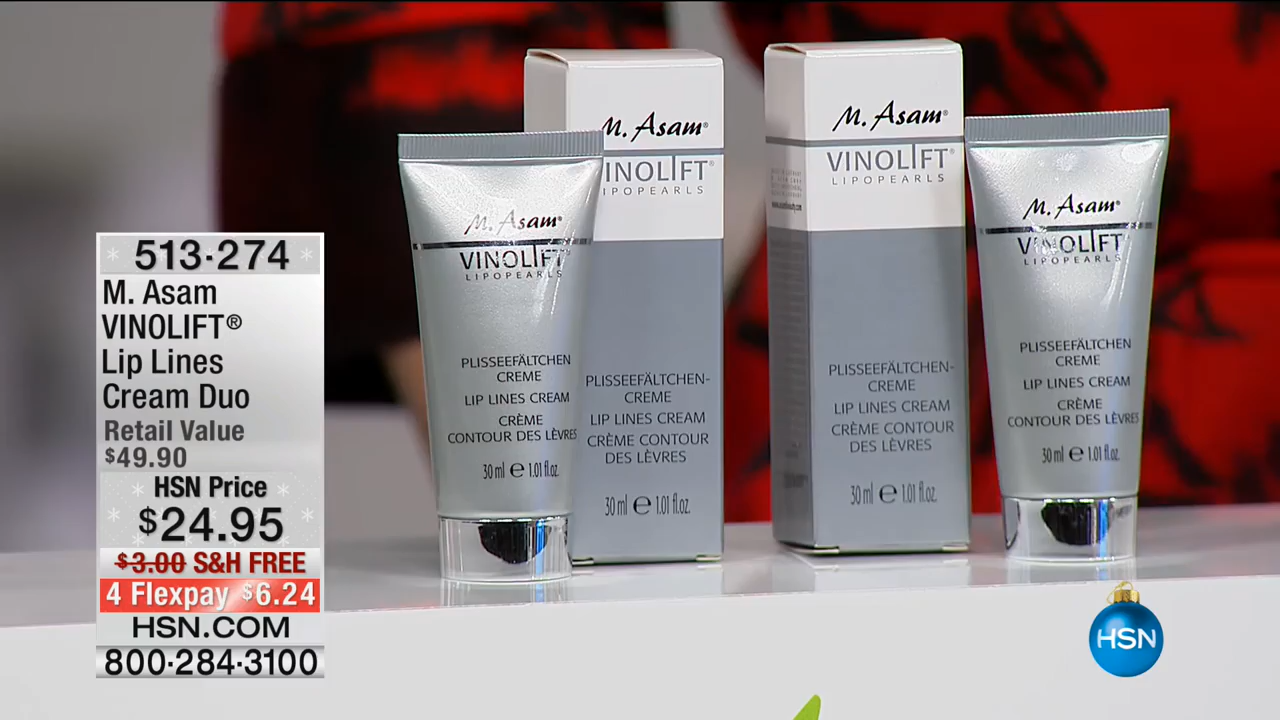 513·274
M. Asam
VINOLIFT®
Lip Lines
Cream Duo
Retail Value
$49.90
HSN Price
$24.95
$3.00 S&H FREE
4 Flexpay $6.24
HSN.COM
800·284·3100
M. Asam®
VINOLIFT®
LIPOPEARLS
PLISSEEFÄLTCHEN
CREME
LIP LINES CREAM
CRÈME
CONTOUR DES LÈVRES
30 ml e 1.01 fl.oz.
M. Asam®
VINOLIFT®
LIPOPEARLS
PLISSEEFÄLTCHEN-
CREME
LIP LINES CREAM
CRÈME CONTOUR
DES LÈVRES
30 ml e 1.01 fl.oz.
M. Asam®
VINOLIFT®
LIPOPEARLS
PLISSEEFÄLTCHEN-
CREME
LIP LINES CREAM
CRÈME CONTOUR
DES LÈVRES
30 ml e 1.01 fl.oz.
M. Asam®
VINOLIFT
LIPOPEARLS
PLISSEEFÄLTCHEN
CREME
LIP LINES CREAM
CRÈME
CONTOUR DES LÈVRES
30 ml e 1.01 fl.oz.
HSN